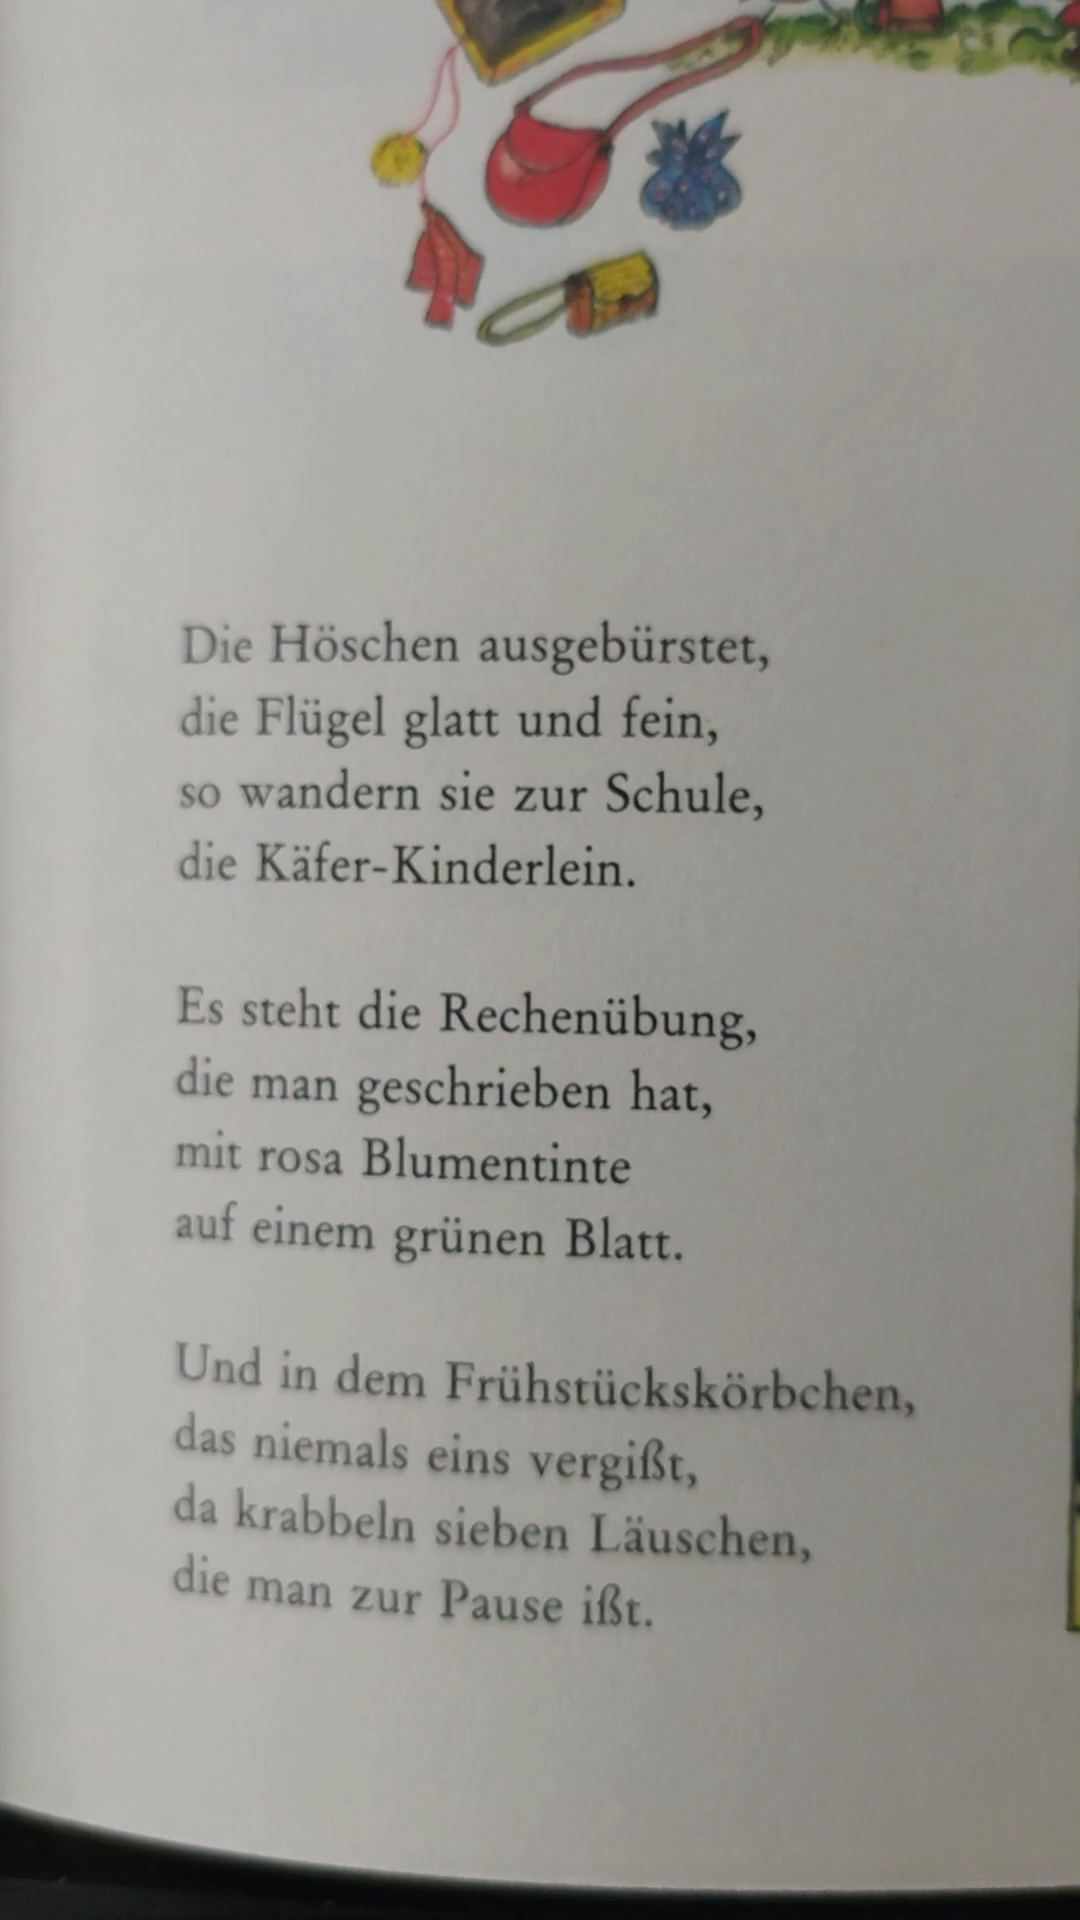 Die Höschen ausgebürstet,
die Flügel glatt und fein,
so wandern sie zur Schule,
die Käfer-Kinderlein.
Es steht die Rechenübung,
die man geschrieben hat,
mit rosa Blumentinte
auf einem grünen Blatt.
Und in dem Frühstückskörbchen,
das niemals eins vergißt,
da krabbeln sieben Läuschen,
die man zur Pause ißt.